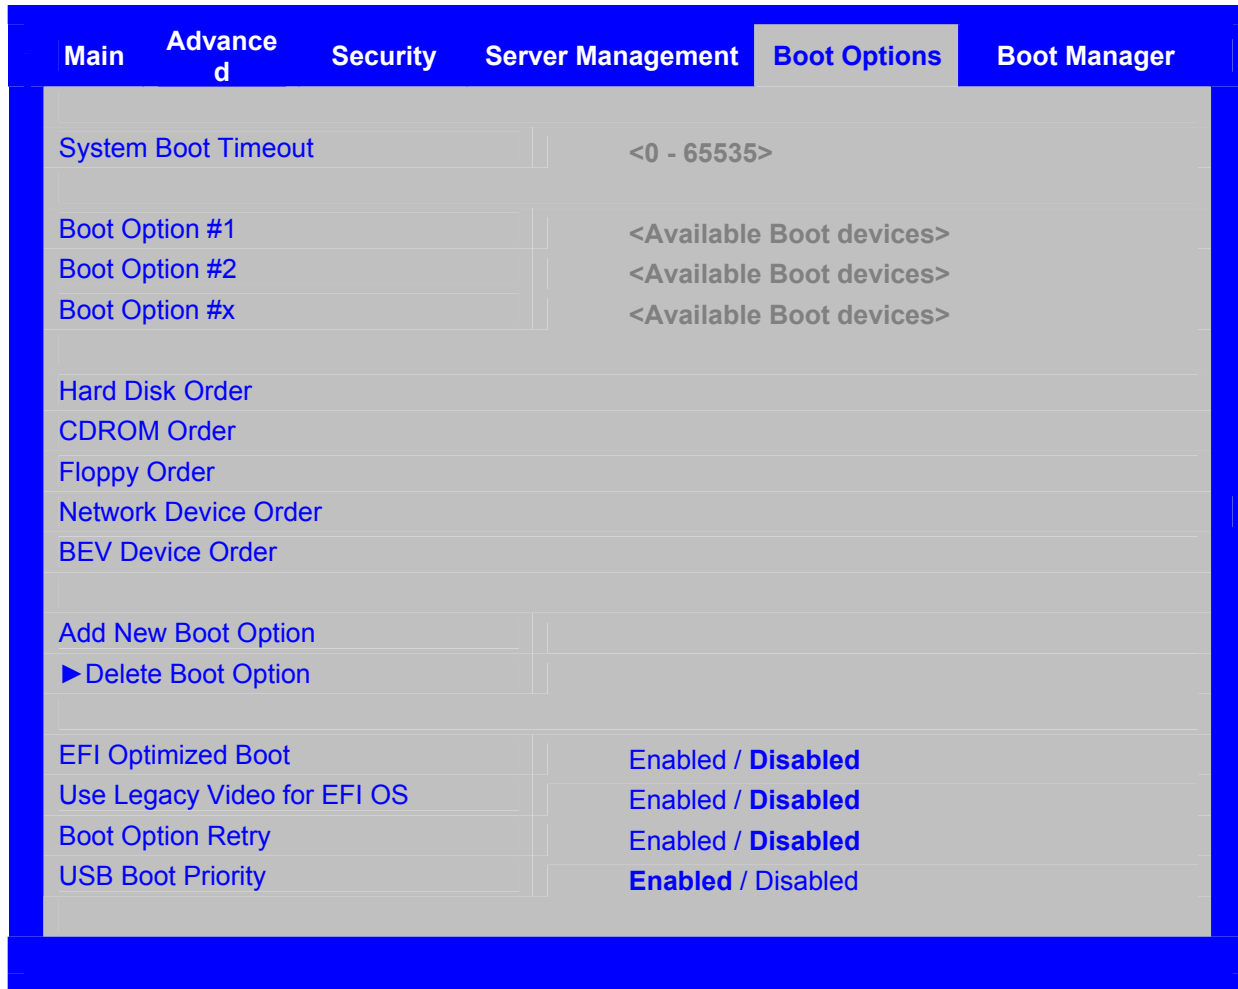 Main Advance d Security Server Management Boot Options Boot Manager
System Boot Timeout <0 - 65535>
Boot Option #1 <Available Boot devices>
Boot Option #2 <Available Boot devices>
Boot Option #x <Available Boot devices>
Hard Disk Order
CDROM Order
Floppy Order
Network Device Order
BEV Device Order
Add New Boot Option
►Delete Boot Option
EFI Optimized Boot Enabled / Disabled
Use Legacy Video for EFI OS Enabled / Disabled
Boot Option Retry Enabled / Disabled
USB Boot Priority Enabled / Disabled